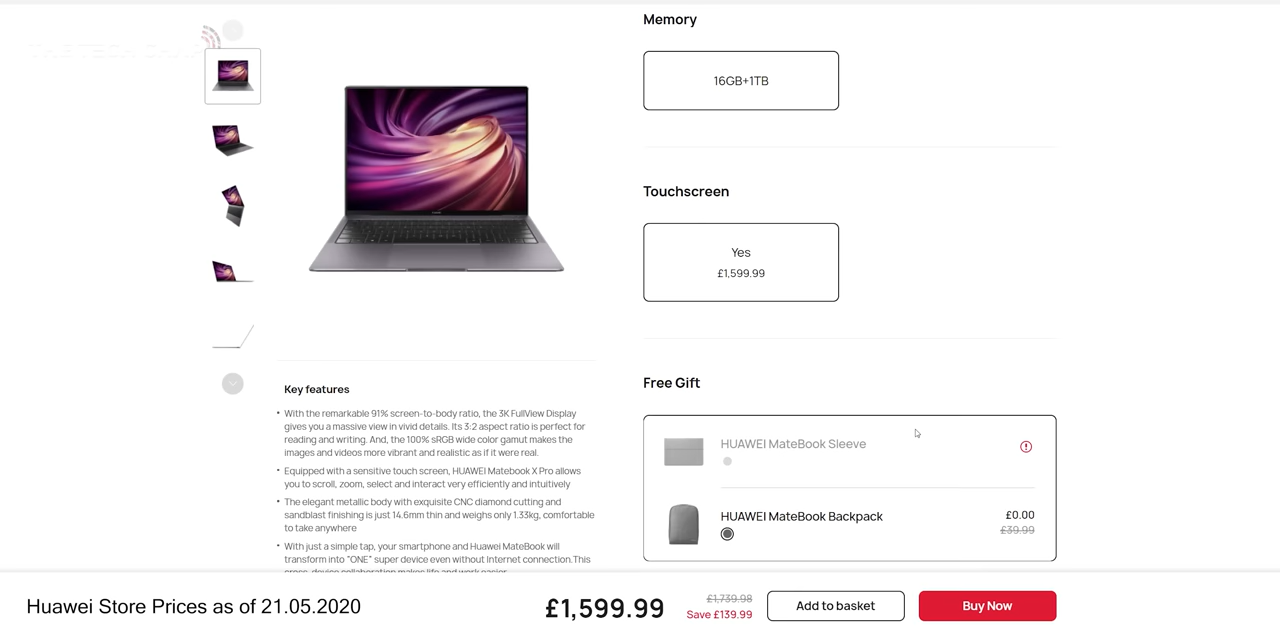 Memory
16GB+1TB
Touchscreen
Yes
£1,599.99
Free Gift
HUAWEI MateBook Sleeve
HUAWEI MateBook Backpack
£0.00
£39.99
Key features
• With the remarkable 91% screen-to-body ratio, the 3K FullView Display
gives you a massive view in vivid details. Its 3:2 aspect ratio is perfect for
reading and writing. And, the 100% sRGB wide color gamut makes the
images and videos more vibrant and realistic as if it were real.
• Equipped with a sensitive touch screen, HUAWEI Matebook X Pro allows
you to scroll, zoom, select and interact very efficiently and intuitively
• The elegant metallic body with exquisite CNC diamond cutting and
sandblast finishing is just 14.6mm thin and weighs only 1.33kg, comfortable
to take anywhere
• With just a simple tap, your smartphone and Huawei MateBook will
transform into "ONE" super device even without Internet connection.This
cross-device collaboration makes life and work easier
Huawei Store Prices as of 21.05.2020
£1,599.99
£1,739.98
Save £139.99
Add to basket
Buy Now